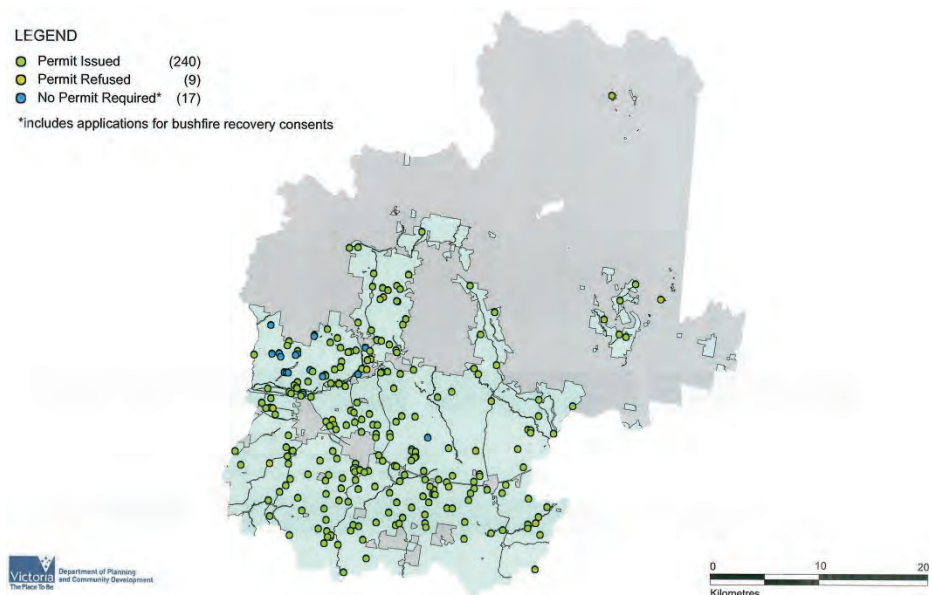 LEGEND
Permit Issued (240)
Permit Refused (9)
No Permit Required* (17)
*includes applications for bushfire recovery consents
Victoria
The Place To Be
Department of Planning
and Community Development
0 10 20
Kilometres